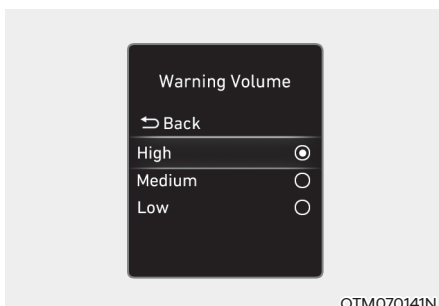 Warning Volume
Back
High
Medium
Low
OTM070141N